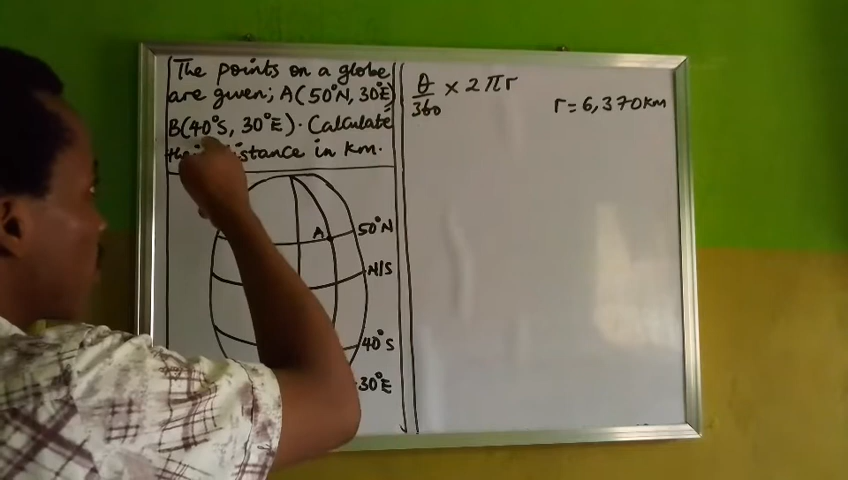 The points on a globe
are given; A(50°N, 30°E)
B(40°S, 30°E). Calculate
distance in km.
A
50°N
N/S
40°S
30°E
θ/360 × 2πr
r = 6,370km